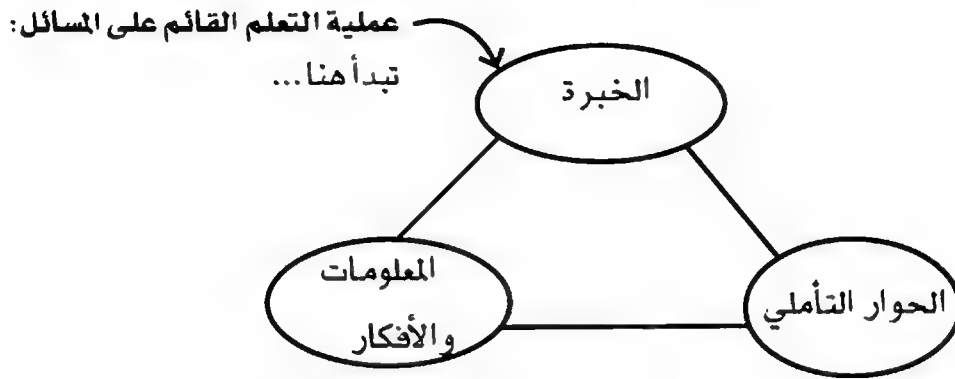 عملية التعلم القائم على المسائل:
تبدأ هنا...
الخبرة
المعلومات
والأفكار
الحوار التأملي